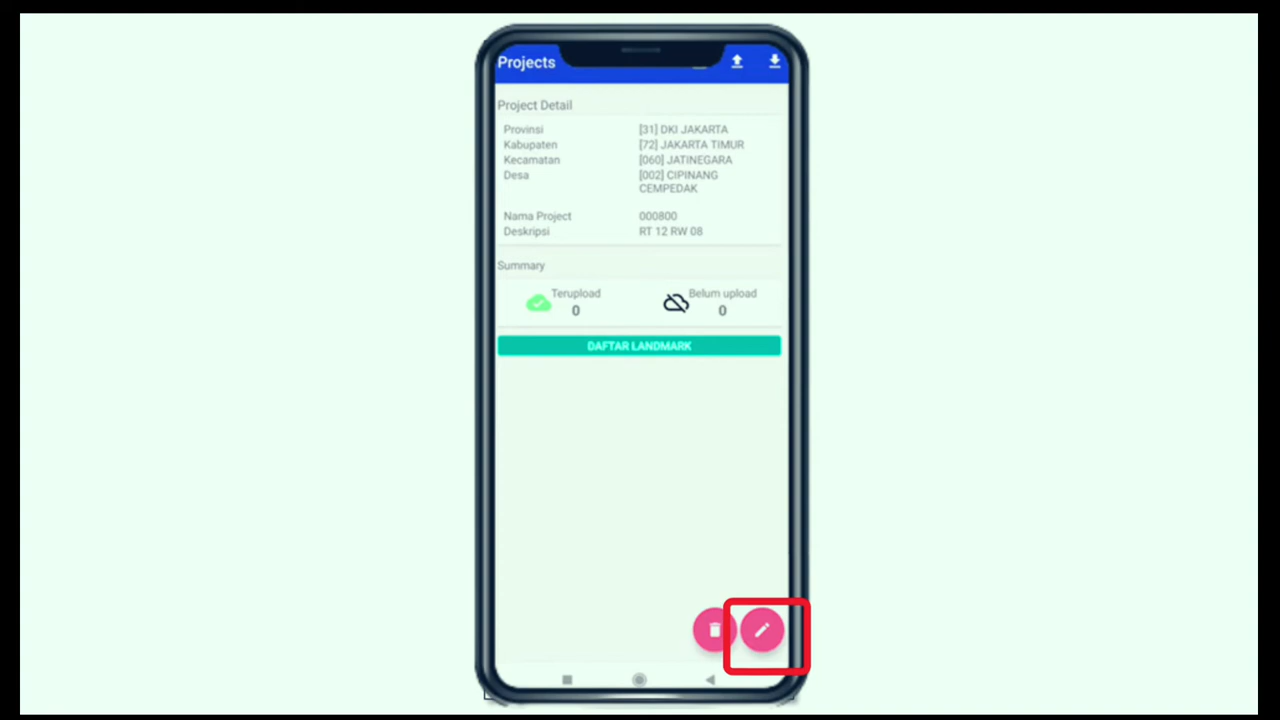 Projects
Project Detail
Provinsi [31] DKI JAKARTA
Kabupaten [72] JAKARTA TIMUR
Kecamatan [060] JATINEGARA
Desa [002] CIPINANG
CEMPEDAK
Nama Project 000800
Deskripsi RT 12 RW 08
Summary
Terupload Belum upload
0 0
DAFTAR LANDMARK